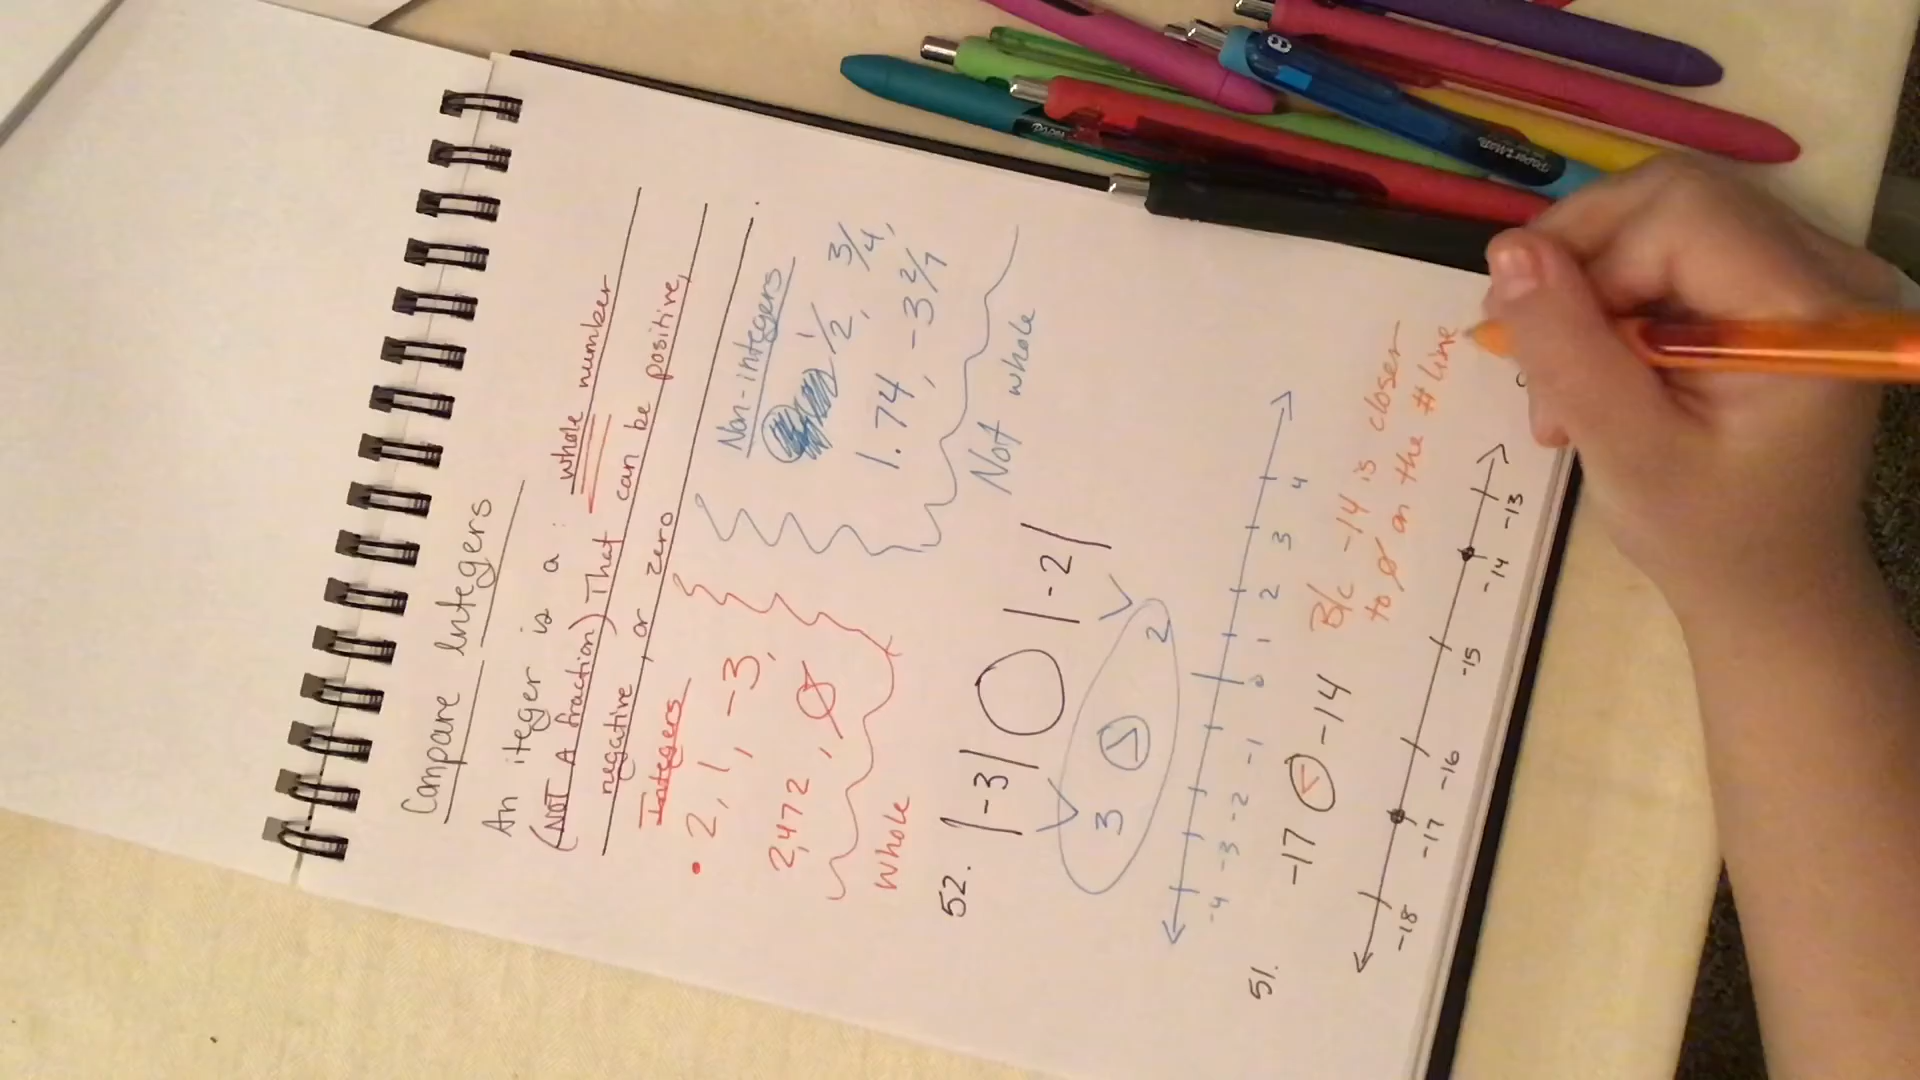 Compare Integers
An integer is a: whole number
(NOT A fraction) That can be positive,
negative, or zero.
Integers
• 2, 1, -3,
2,472, Ø
whole
Non-integers
1/2, 3/4,
1.74, -3 2/7
Not whole
52. |-3| |-2|
3 > 2
-4 -3 -2 -1 0 1 2 3 4
51. -17 < -14
B/c -14 is closer
to Ø on the # line
-18 -17 -16 -15 -14 -13